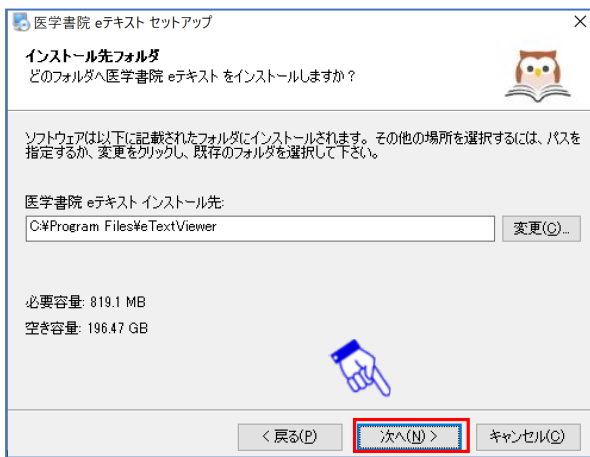 医学書院 eテキスト セットアップ
インストール先フォルダ
どのフォルダへ医学書院 eテキスト をインストールしますか？
ソフトウェアは以下に記載されたフォルダにインストールされます。その他の場所を選択するには、パスを
指定するか、変更をクリックし、既存のフォルダを選択して下さい。
医学書院 eテキスト インストール先:
C:¥Program Files¥eTextViewer
変更(C)...
必要容量: 819.1 MB
空き容量: 196.47 GB
< 戻る(P)
次へ(N) >
キャンセル(C)